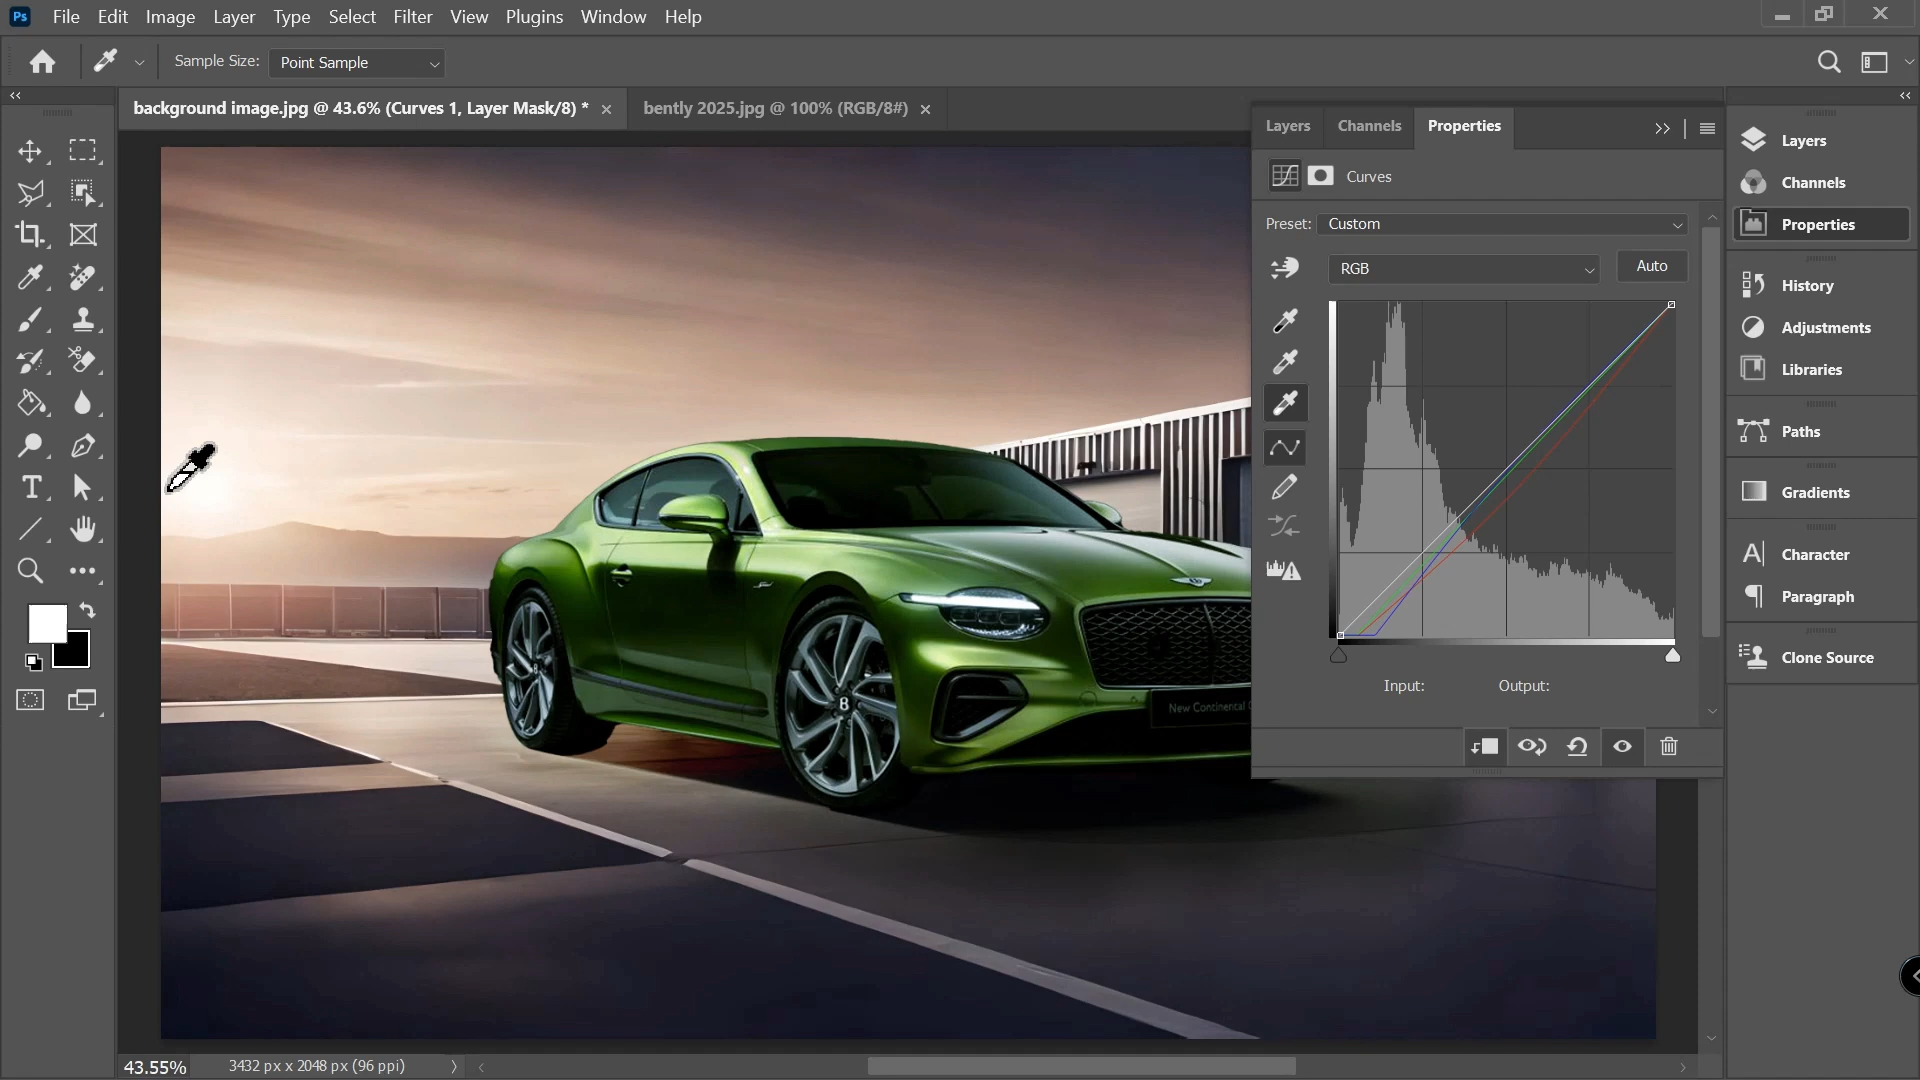 Ps File Edit Image Layer Type Select Filter View Plugins Window Help
Sample Size: Point Sample
background image.jpg @ 43.6% (Curves 1, Layer Mask/8) *
bently 2025.jpg @ 100% (RGB/8#)
Layers Channels Properties
Curves
Preset: Custom
RGB
Auto
Input: Output:
Layers
Channels
Properties
History
Adjustments
Libraries
Paths
Gradients
Character
Paragraph
Clone Source
B
B
New Continental
43.55% 3432 px x 2048 px (96 ppi)